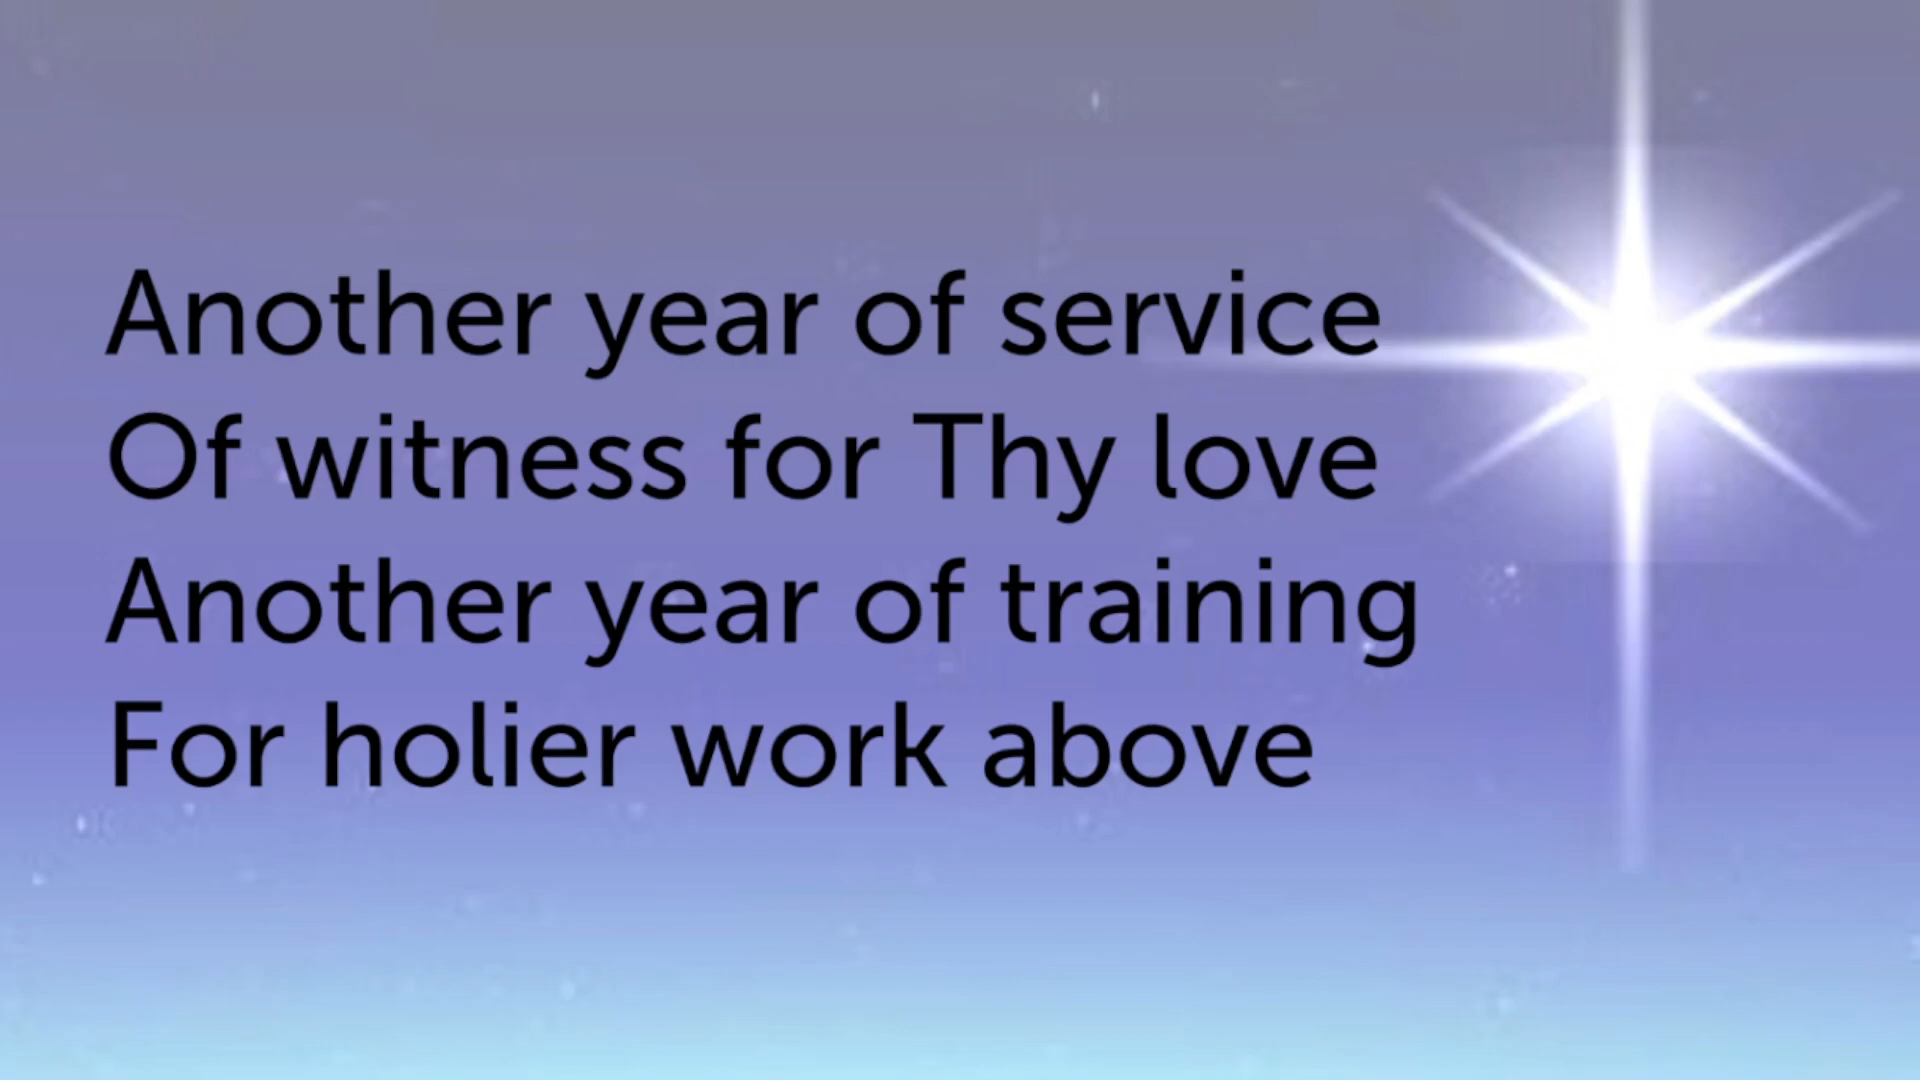 Another year of service
Of witness for Thy love
Another year of training
For holier work above